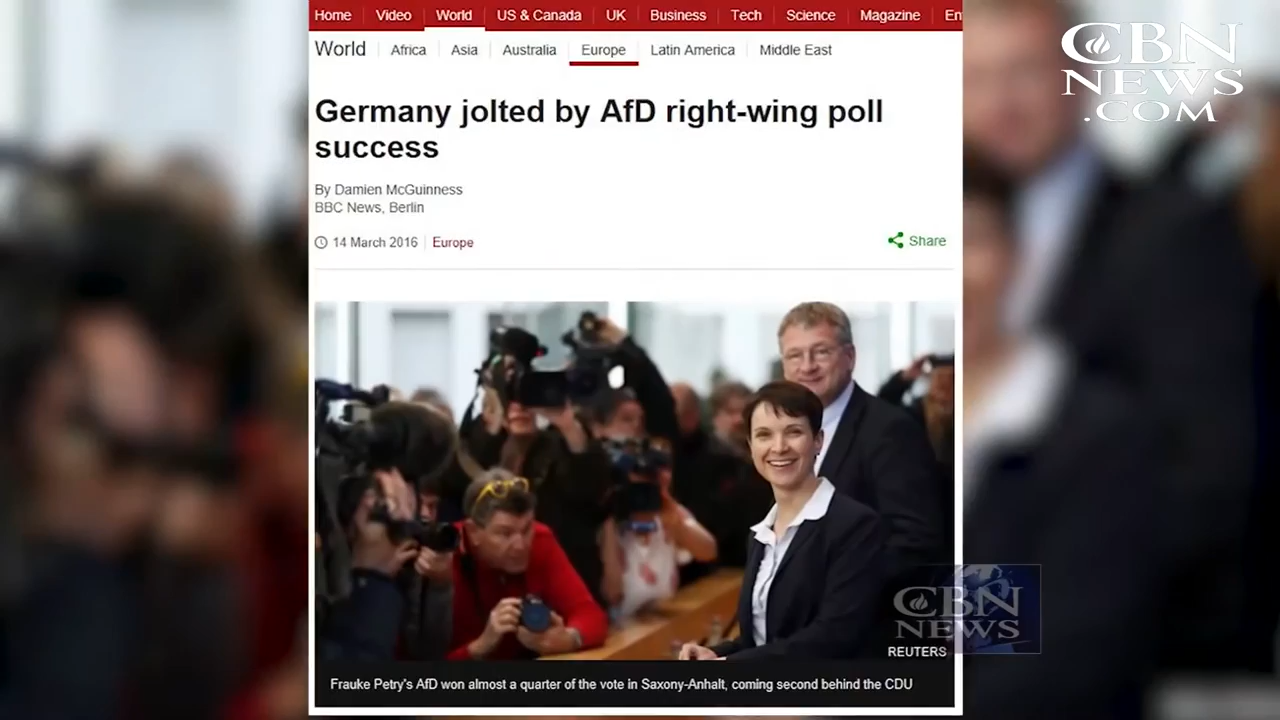 Home Video World US & Canada UK Business Tech Science Magazine En
World Africa Asia Australia Europe Latin America Middle East
Germany jolted by AfD right-wing poll
success
By Damien McGuinness
BBC News, Berlin
14 March 2016 Europe
Share
REUTERS
Frauke Petry's AfD won almost a quarter of the vote in Saxony-Anhalt, coming second behind the CDU
CBN
NEWS
.COM
CBN
NEWS